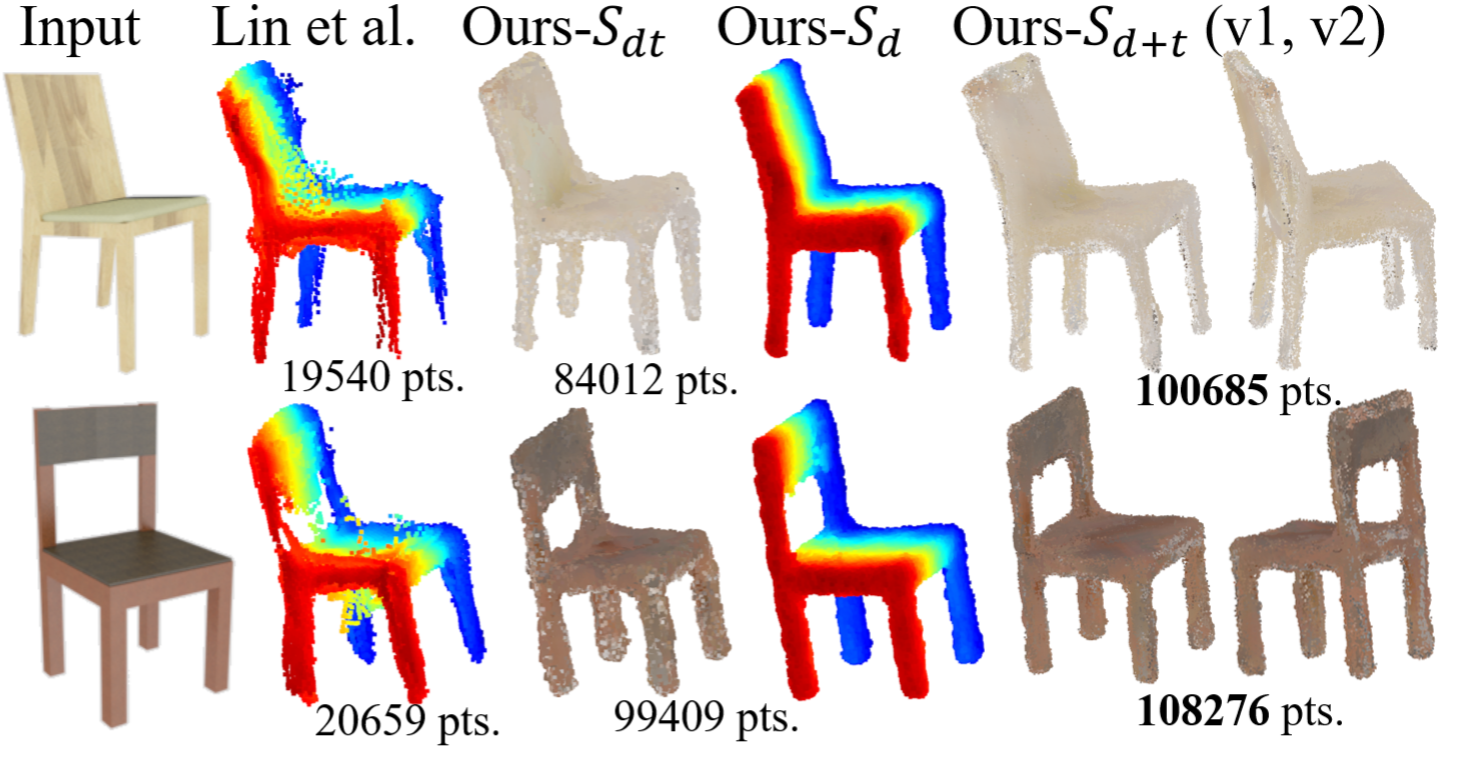 Input Lin et al. Ours-S_{dt} Ours-S_d Ours-S_{d+t} (v1, v2)
19540 pts. 84012 pts. 100685 pts.
20659 pts. 99409 pts. 108276 pts.